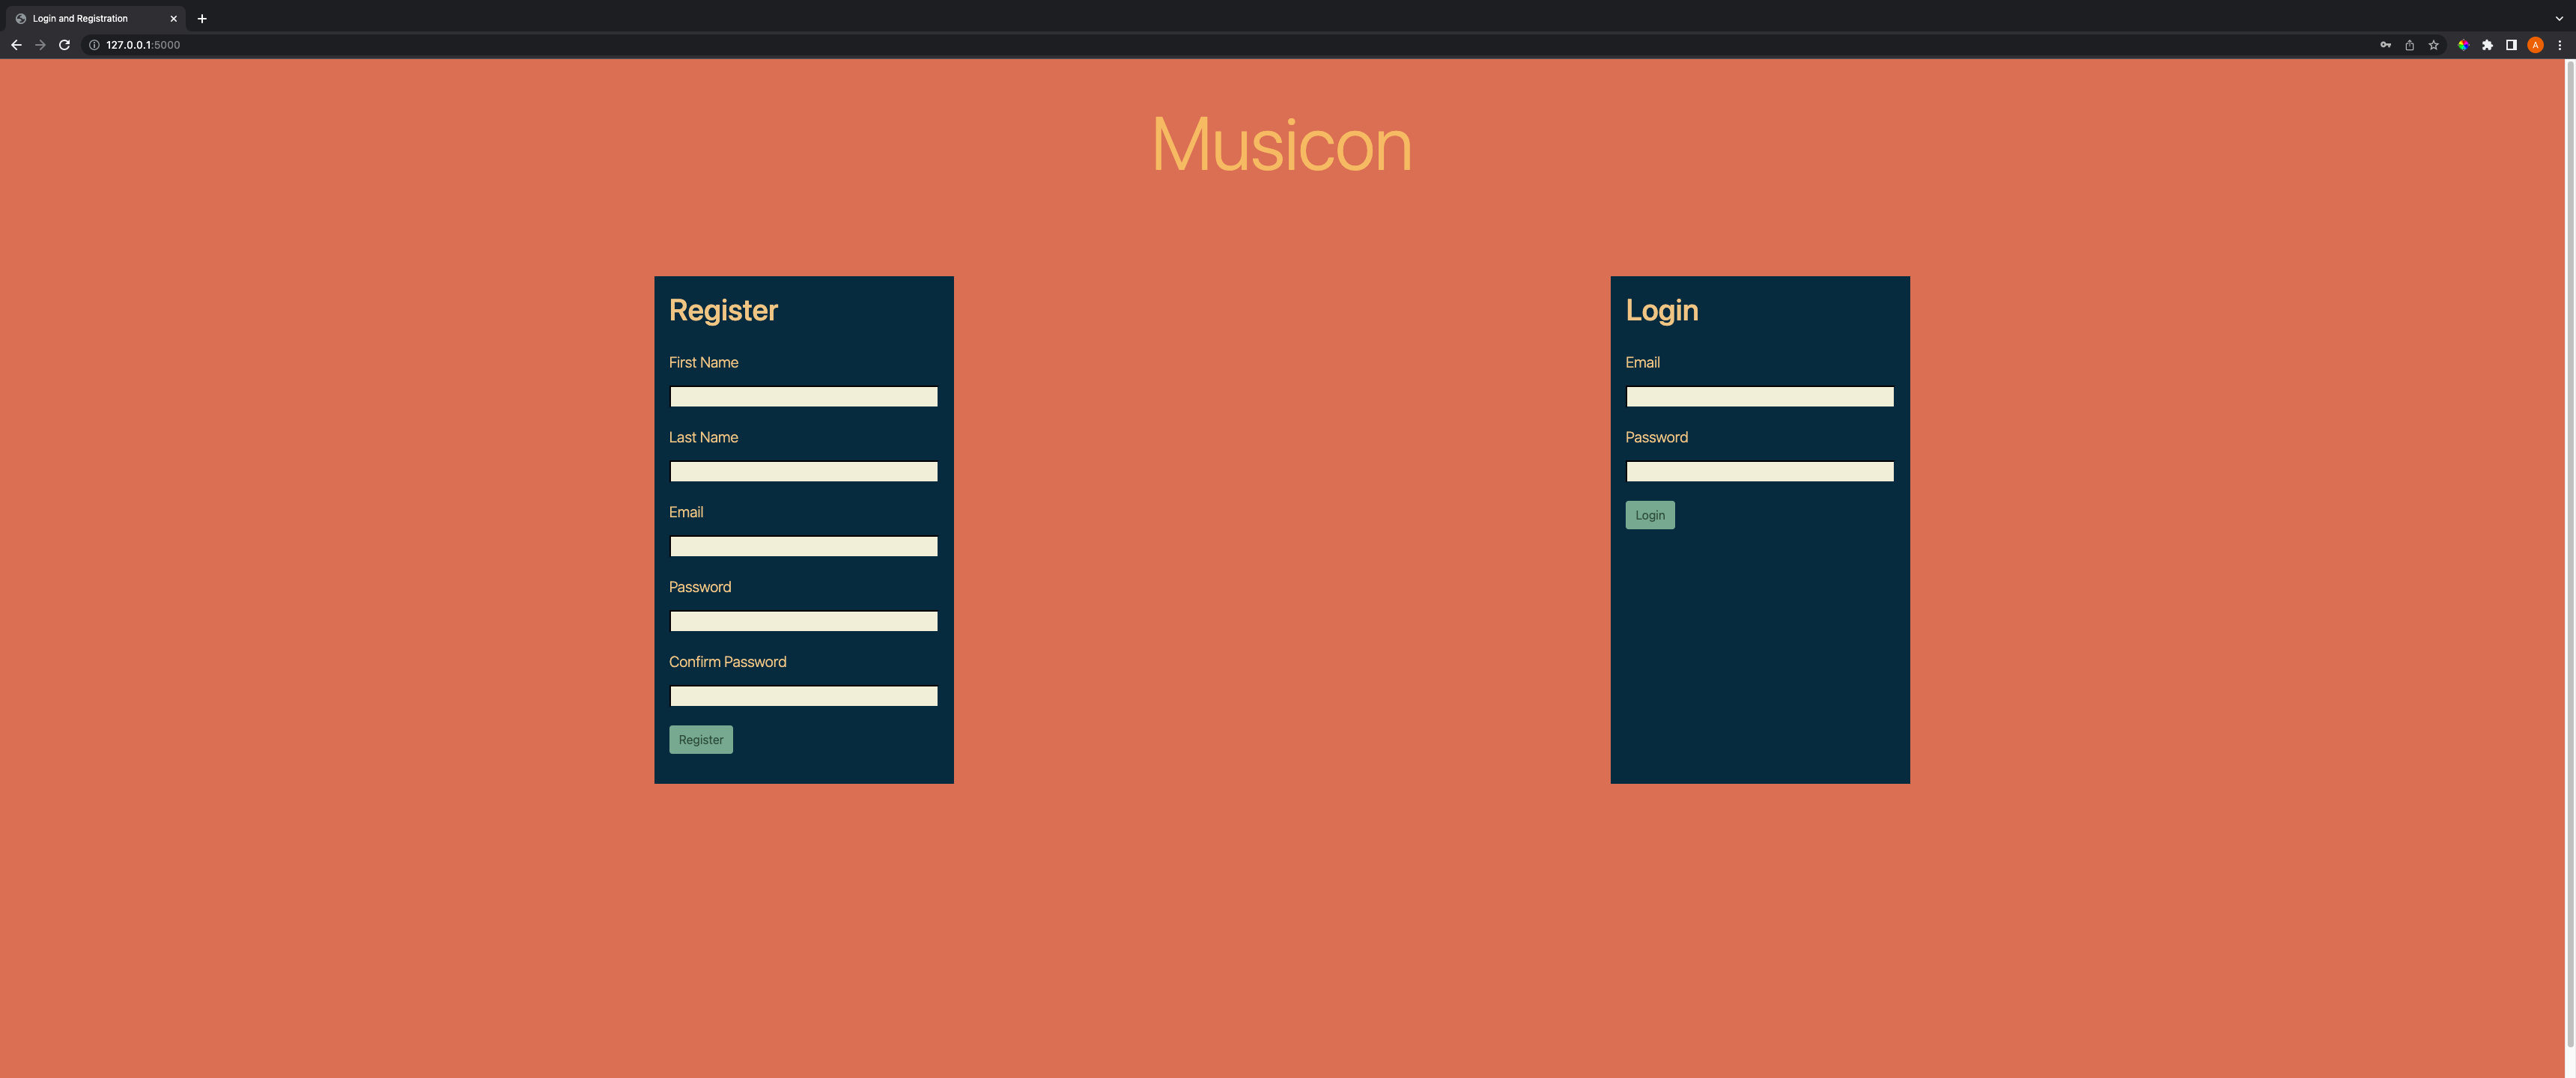 Login and Registration
127.0.0.1:5000
A
Musicon
Register
First Name
Last Name
Email
Password
Confirm Password
Register
Login
Email
Password
Login